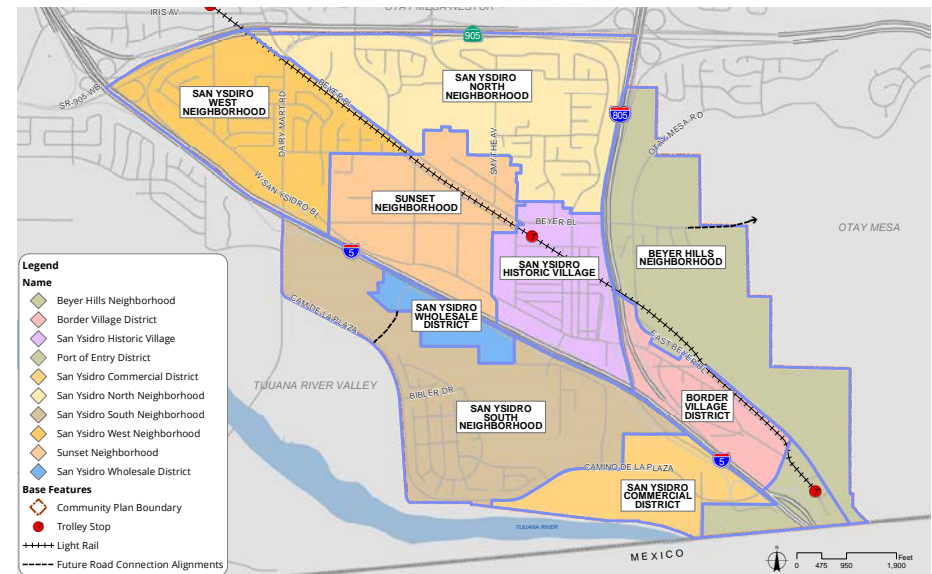 IRIS AV
OTAY MESA-NESTOR
905
SAN YSIDRO
NORTH
NEIGHBORHOOD
SAN YSIDRO
WEST
NEIGHBORHOOD
BEYER BL
SR-905 WB
DAIRY MART RD
SMYTHE AV
805
OTAY MESA RD
W SAN YSIDRO BL
SUNSET
NEIGHBORHOOD
BEYER BL
OTAY MESA
5
SAN YSIDRO
HISTORIC VILLAGE
BEYER HILLS
NEIGHBORHOOD
CAM DE LA PLAZA
SAN YSIDRO
WHOLESALE
DISTRICT
EAST BEYER BL
TIJUANA RIVER VALLEY
BIBLER DR
SAN YSIDRO
SOUTH
NEIGHBORHOOD
BORDER
VILLAGE
DISTRICT
5
CAMINO DE LA PLAZA
SAN YSIDRO
COMMERCIAL
DISTRICT
TIJUANA RIVER
MEXICO
Legend
Name
Beyer Hills Neighborhood
Border Village District
San Ysidro Historic Village
Port of Entry District
San Ysidro Commercial District
San Ysidro North Neighborhood
San Ysidro South Neighborhood
San Ysidro West Neighborhood
Sunset Neighborhood
San Ysidro Wholesale District
Base Features
Community Plan Boundary
Trolley Stop
Light Rail
Future Road Connection Alignments
N
Feet
0 475 950 1,900